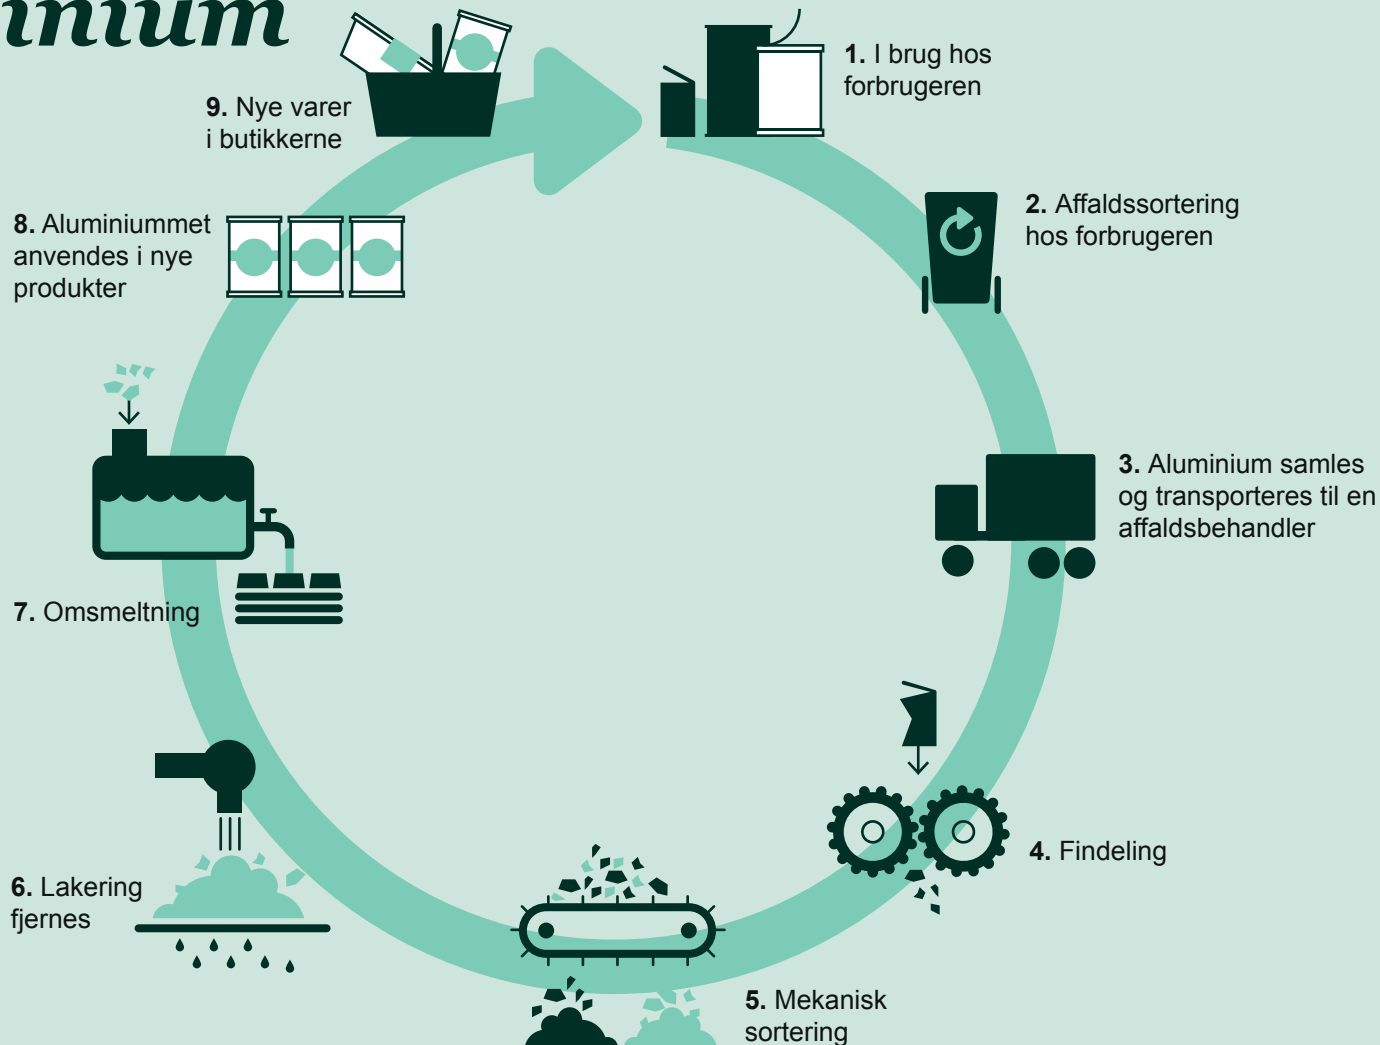 inium
1. I brug hos
forbrugeren
2. Affaldssortering
hos forbrugeren
3. Aluminium samles
og transporteres til en
affaldsbehandler
4. Findeling
5. Mekanisk
sortering
6. Lakering
fjernes
7. Omsmeltning
8. Aluminiummet
anvendes i nye
produkter
9. Nye varer
i butikkerne